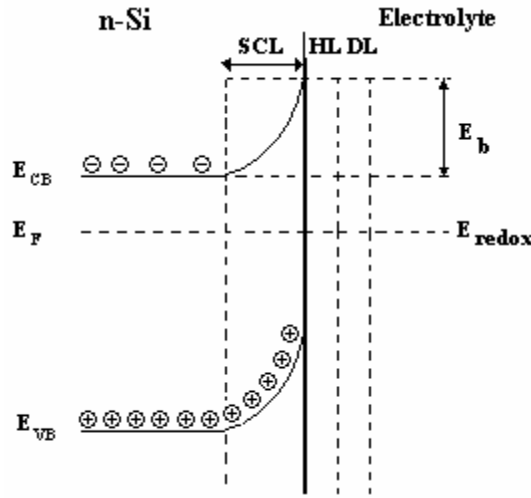 n-Si Electrolyte
SCL HL DL
E b
− − − −
E CB
E F E redox
+ + + + + + + + + + +
E VB